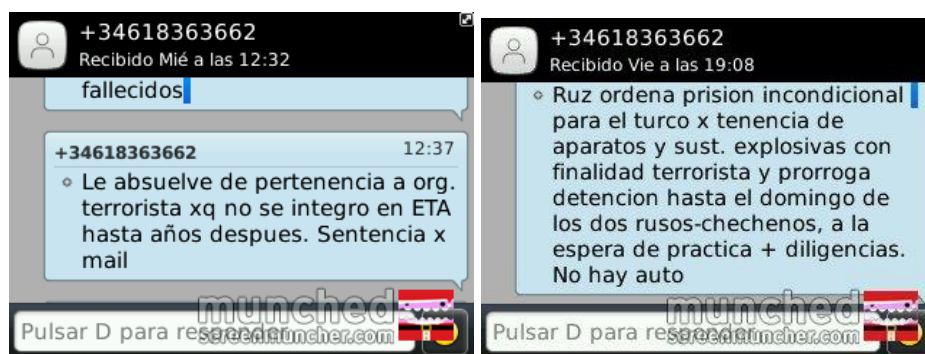 +34618363662
Recibido Mié a las 12:32
fallecidos
+34618363662 12:37
Le absuelve de pertenencia a org.
terrorista xq no se integro en ETA
hasta años despues. Sentencia x
mail
Pulsar D para responder
munched
screenmuncher.com
+34618363662
Recibido Vie a las 19:08
Ruz ordena prision incondicional
para el turco x tenencia de
aparatos y sust. explosivas con
finalidad terrorista y prorroga
detencion hasta el domingo de
los dos rusos-chechenos, a la
espera de practica + diligencias.
No hay auto
Pulsar D para responder
munched
screenmuncher.com